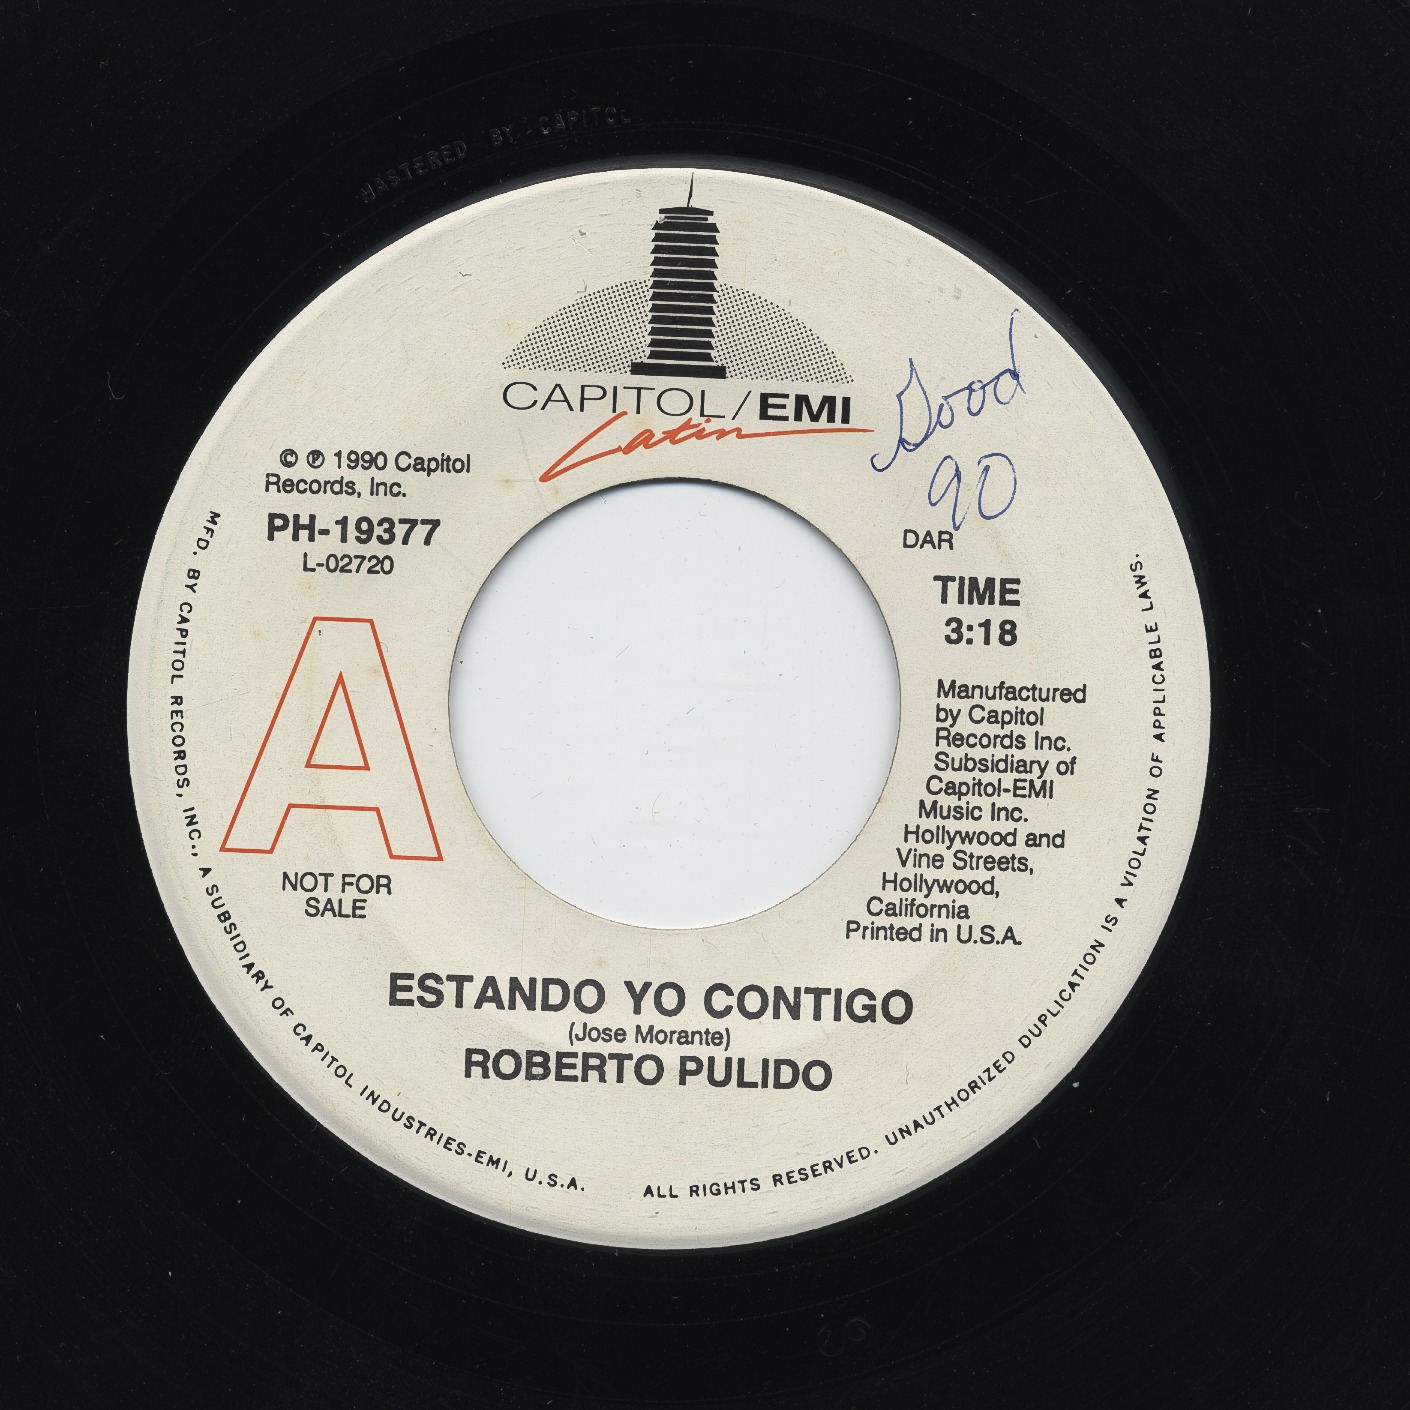 MASTERED BY CAPITOL
CAPITOL/EMI
Latin
Good
90
© ℗ 1990 Capitol
Records, Inc.
PH-19377
L-02720
A
NOT FOR
SALE
DAR
TIME
3:18
Manufactured
by Capitol
Records Inc.
Subsidiary of
Capitol-EMI
Music Inc.
Hollywood and
Vine Streets,
Hollywood,
California
Printed in U.S.A.
ESTANDO YO CONTIGO
(Jose Morante)
ROBERTO PULIDO
MFD. BY CAPITOL RECORDS, INC., A SUBSIDIARY OF CAPITOL INDUSTRIES-EMI, U.S.A.
ALL RIGHTS RESERVED. UNAUTHORIZED DUPLICATION IS A VIOLATION OF APPLICABLE LAWS.